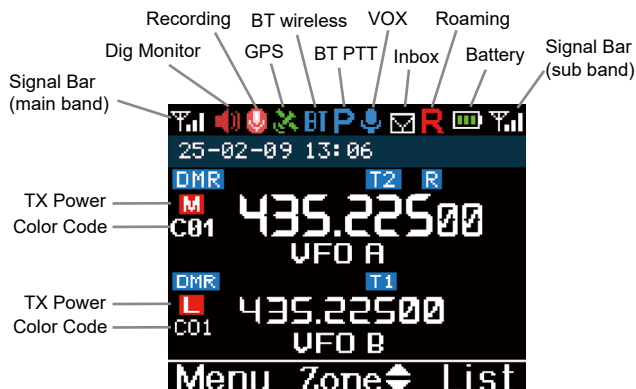 Recording BT wireless VOX Roaming
Dig Monitor GPS BT PTT Inbox Battery Signal Bar
(sub band)
Signal Bar
(main band)
BT P R
25-02-09 13:06
DMR T2 R
TX Power M 435.22500
Color Code C01
VFO A
DMR T1
TX Power L 435.22500
Color Code C01
VFO B
Menu Zone List